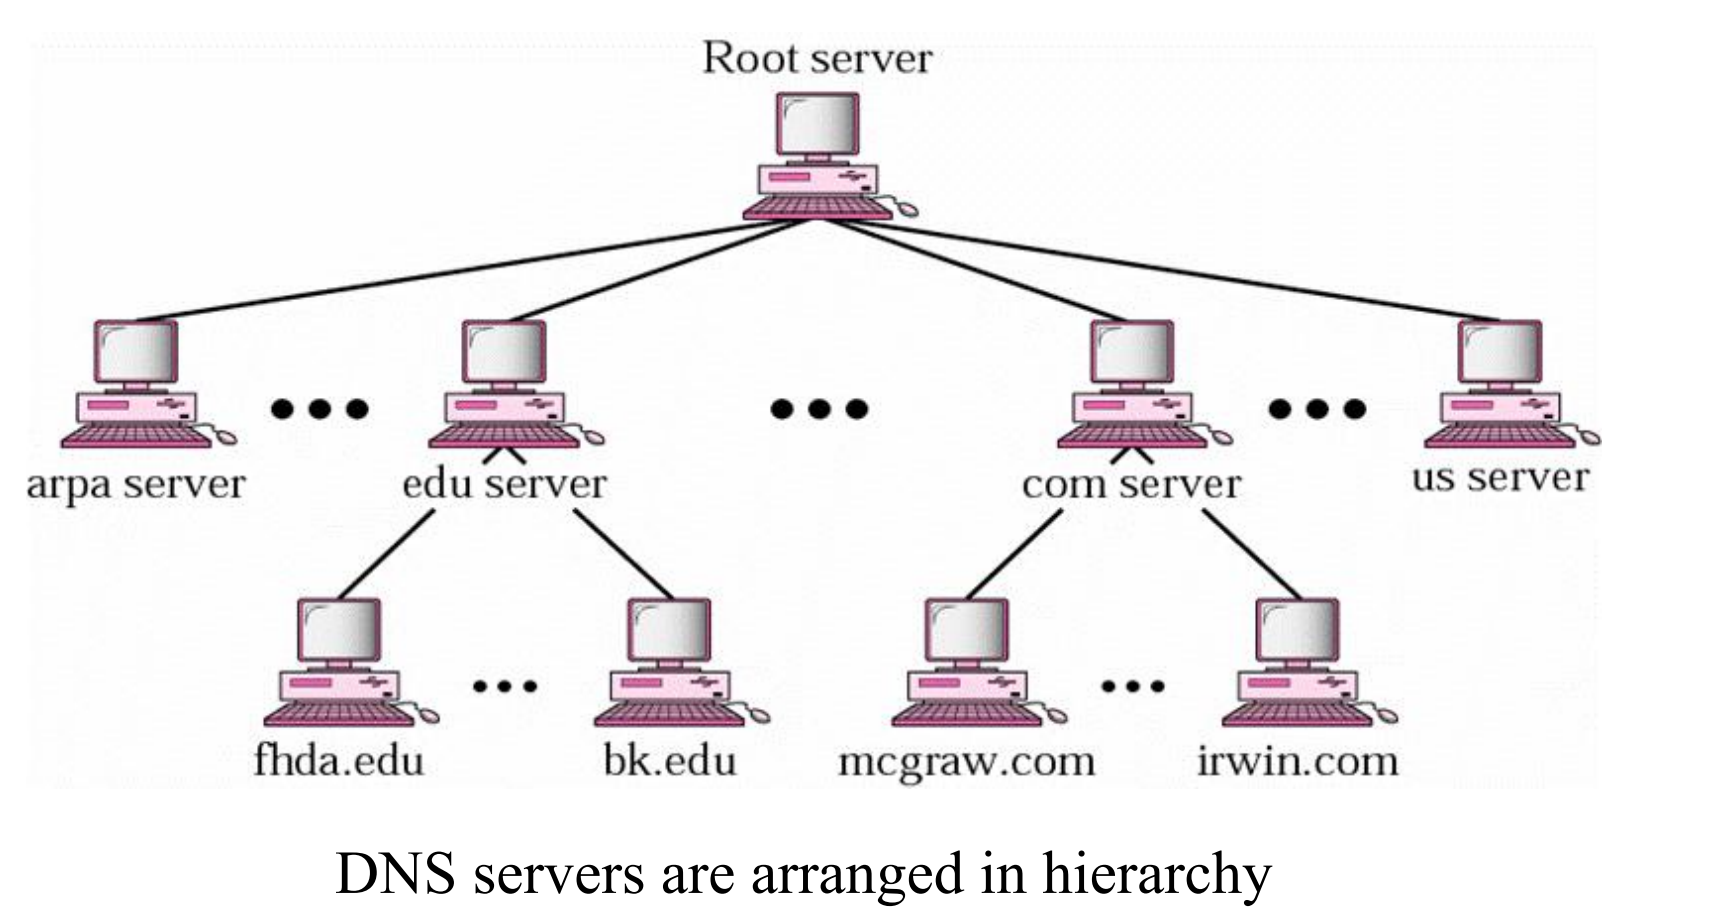 Root server
arpa server
edu server
com server
us server
fhda.edu
bk.edu
mcgraw.com
irwin.com
DNS servers are arranged in hierarchy